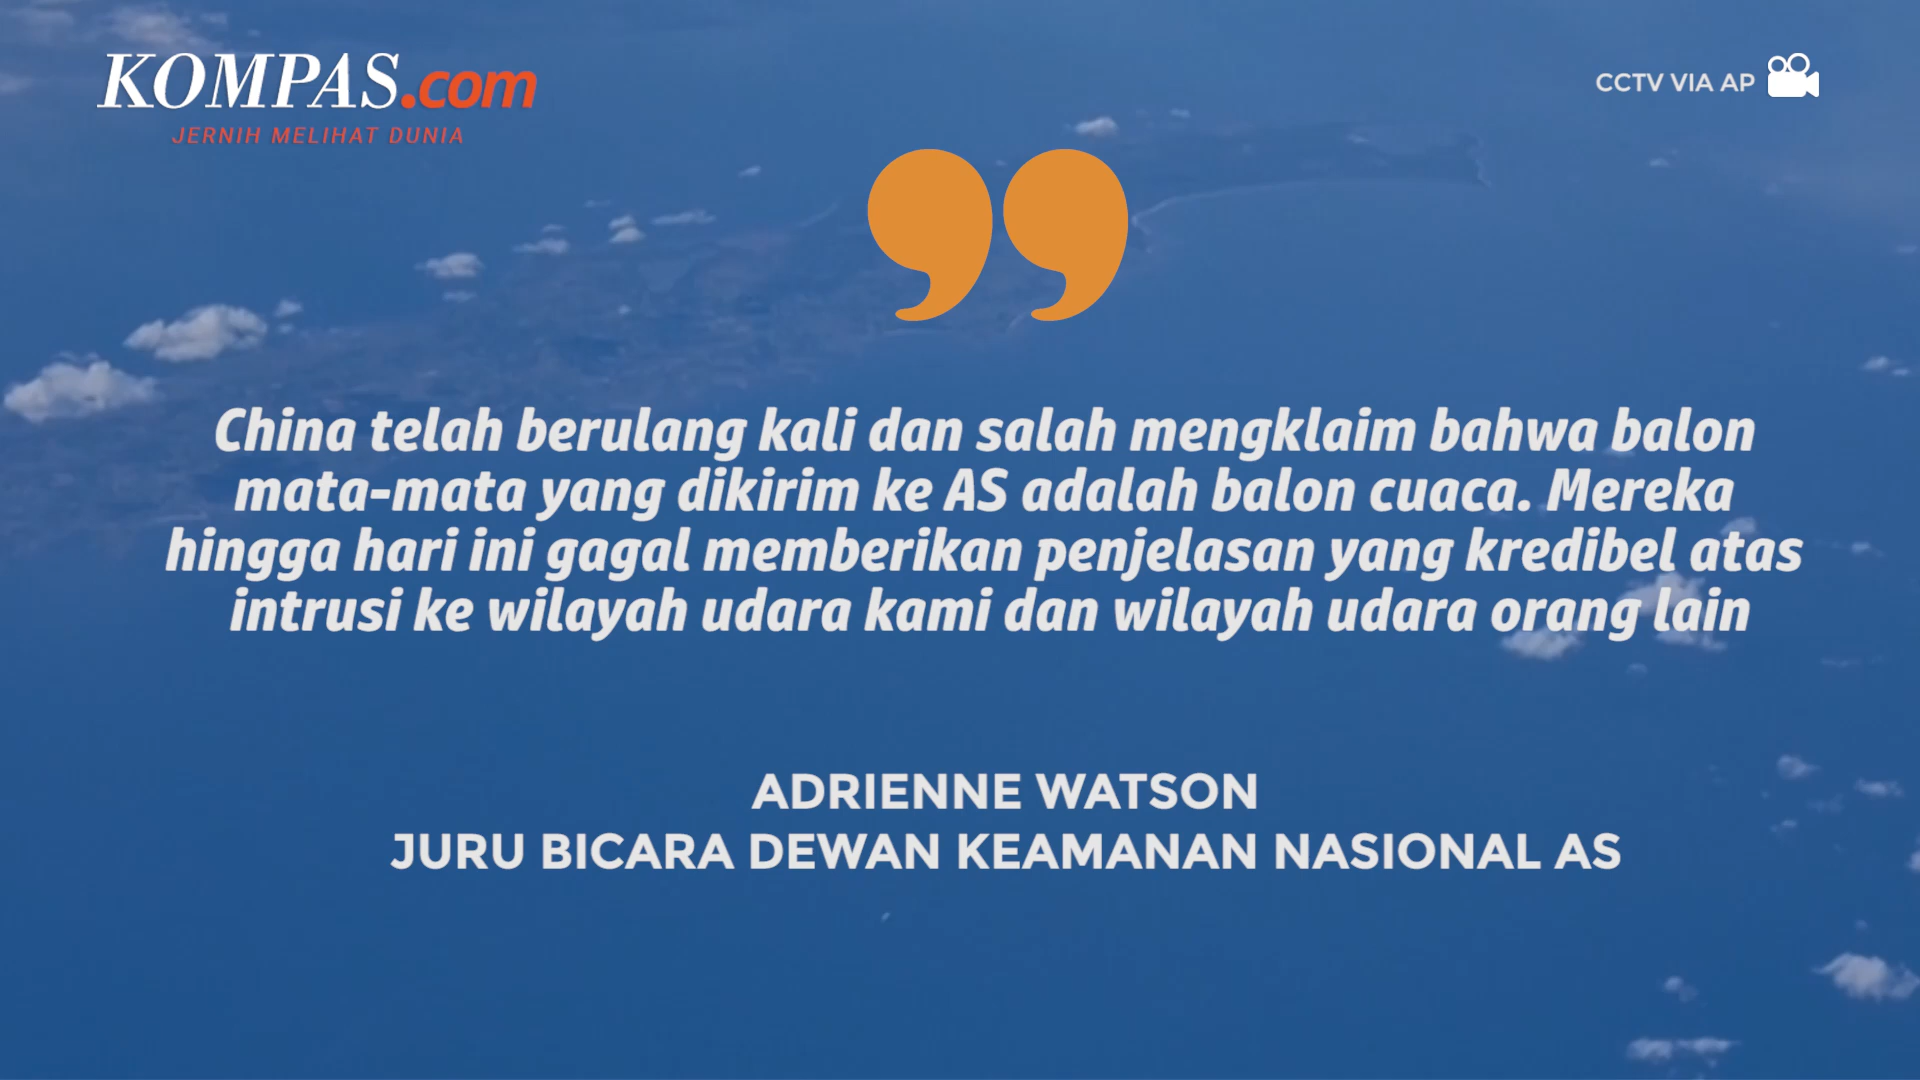 KOMPAS.com
JERNIH MELIHAT DUNIA
CCTV VIA AP
China telah berulang kali dan salah mengklaim bahwa balon
mata-mata yang dikirim ke AS adalah balon cuaca. Mereka
hingga hari ini gagal memberikan penjelasan yang kredibel atas
intrusi ke wilayah udara kami dan wilayah udara orang lain
ADRIENNE WATSON
JURU BICARA DEWAN KEAMANAN NASIONAL AS